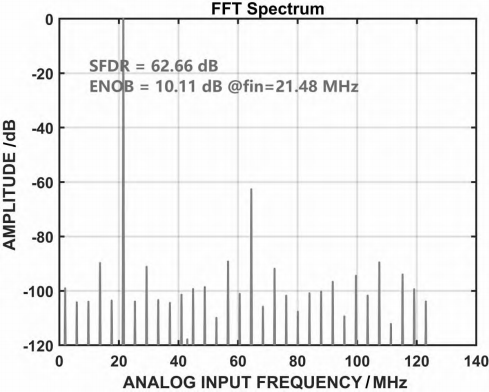 FFT Spectrum
SFDR = 62.66 dB
ENOB = 10.11 dB @fin=21.48 MHz
AMPLITUDE/dB
0
-20
-40
-60
-80
-100
-120
0 20 40 60 80 100 120 140
ANALOG INPUT FREQUENCY/MHz